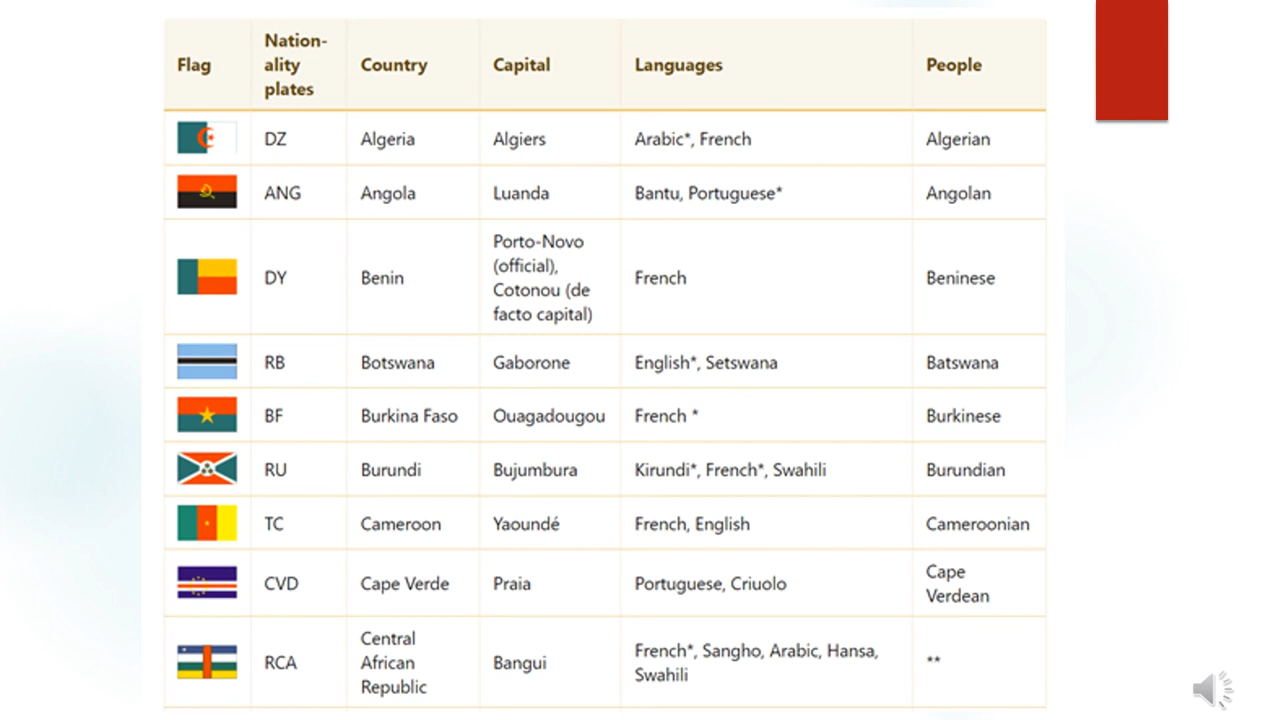 Flag Nation-ality plates Country Capital Languages People
DZ Algeria Algiers Arabic*, French Algerian
ANG Angola Luanda Bantu, Portuguese* Angolan
DY Benin Porto-Novo (official), Cotonou (de facto capital) French Beninese
RB Botswana Gaborone English*, Setswana Batswana
BF Burkina Faso Ouagadougou French * Burkinese
RU Burundi Bujumbura Kirundi*, French*, Swahili Burundian
TC Cameroon Yaoundé French, English Cameroonian
CVD Cape Verde Praia Portuguese, Criuolo Cape Verdean
RCA Central African Republic Bangui French*, Sangho, Arabic, Hansa, Swahili **